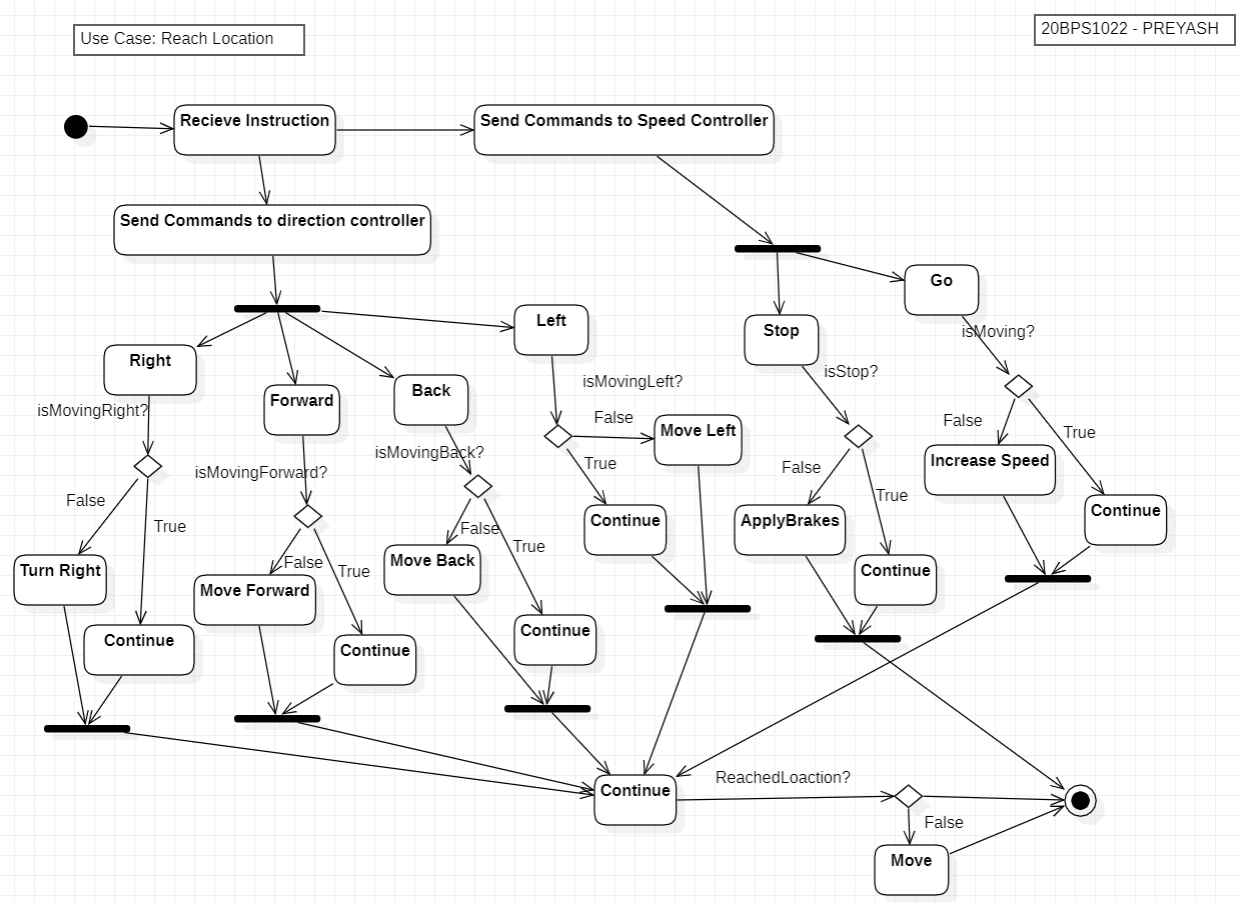 Use Case: Reach Location
20BPS1022 - PREYASH
Recieve Instruction
Send Commands to Speed Controller
Send Commands to direction controller
Go
Left
Stop
isMoving?
Right
isStop?
isMovingLeft?
Back
Forward
isMovingRight?
False
Move Left
False
True
isMovingBack?
isMovingForward?
True
False
Increase Speed
False
True
True
Continue
Continue
ApplyBrakes
True
False
True
False
True
Turn Right
Move Forward
Move Back
Continue
Continue
Continue
Continue
ReachedLoaction?
Continue
False
Move